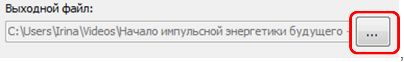 Выходной файл:
C:\Users\Irina\Videos\Начало импульсной энергетики будущего - ...